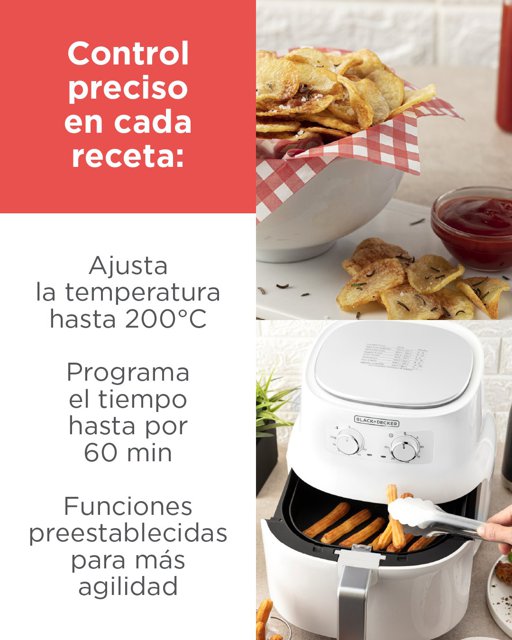 Control
preciso
en cada
receta:
Ajusta
la temperatura
hasta 200°C
Programa
el tiempo
hasta por
60 min
Funciones
preestablecidas
para más
agilidad
BLACK+DECKER